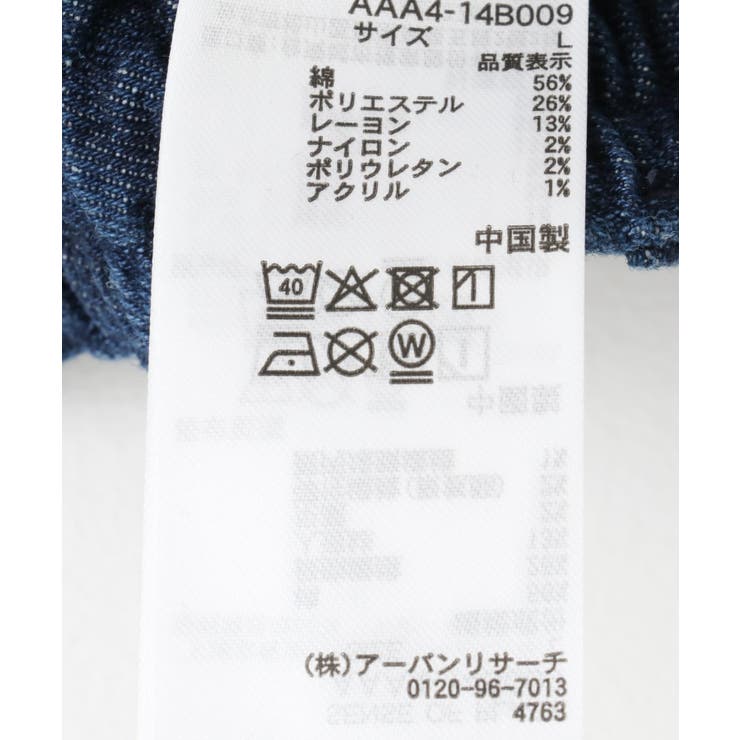 AAA4-14B009
サイズ L
品質表示
綿 56%
ポリエステル 26%
レーヨン 13%
ナイロン 2%
ポリウレタン 2%
アクリル 1%
中国製
40
W
(株)アーバンリサーチ
0120-96-7013
4763